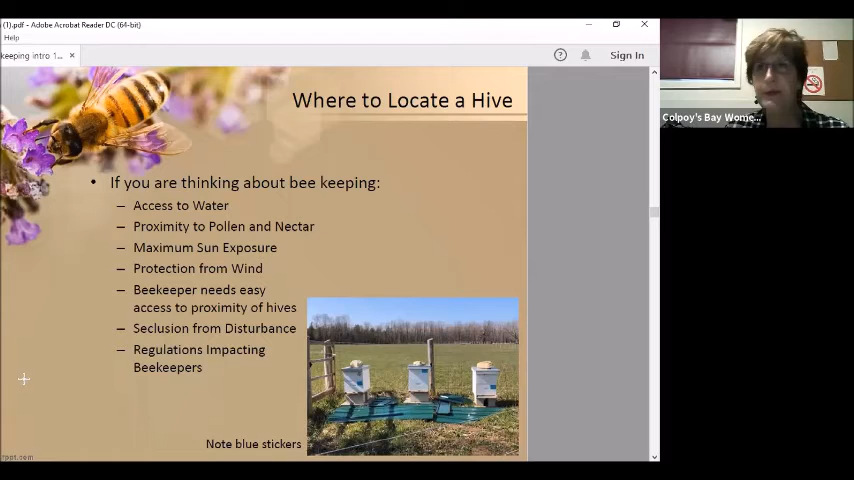 (1).pdf - Adobe Acrobat Reader DC (64-bit)
Help
keeping intro 1... ×
Sign In
Where to Locate a Hive
Colpoy's Bay Wome...
• If you are thinking about bee keeping:
– Access to Water
– Proximity to Pollen and Nectar
– Maximum Sun Exposure
– Protection from Wind
– Beekeeper needs easy
access to proximity of hives
– Seclusion from Disturbance
– Regulations Impacting
Beekeepers
Note blue stickers
fppt.com